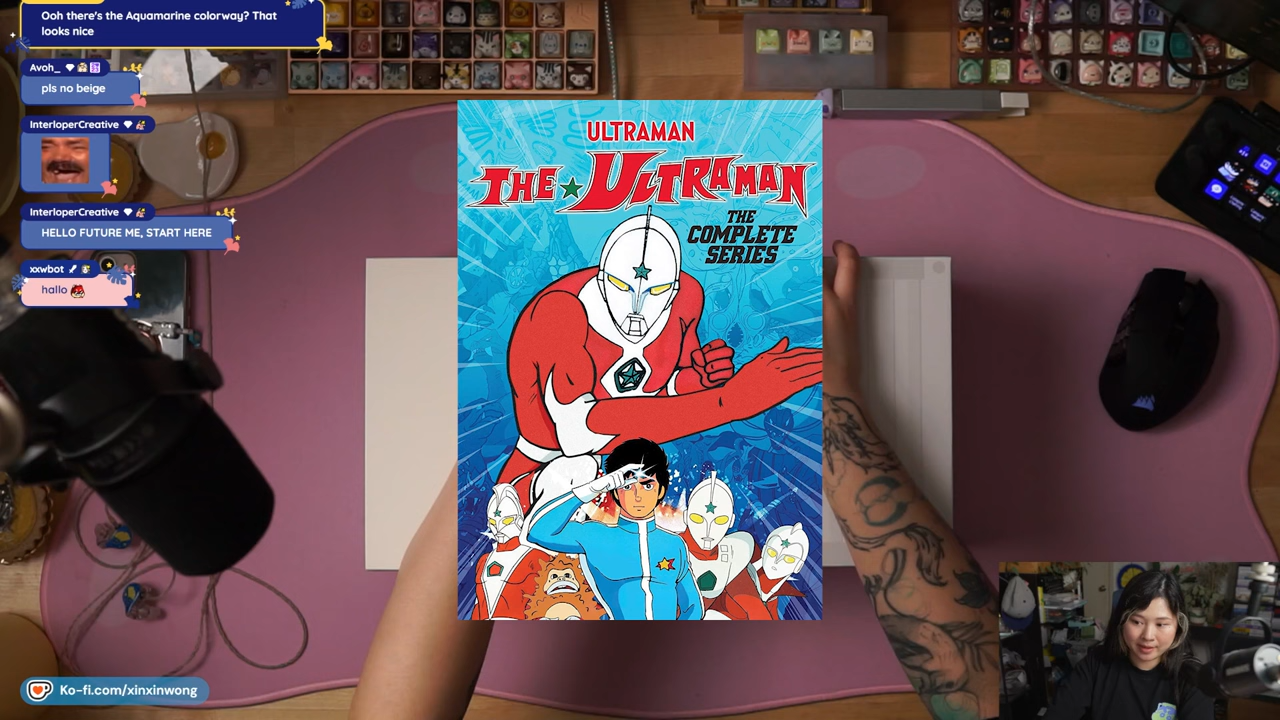 Ooh there's the Aquamarine colorway? That
looks nice
Avoh_
pls no beige
InterloperCreative
InterloperCreative
HELLO FUTURE ME, START HERE
xxwbot
hallo
ULTRAMAN
THE ULTRAMAN
THE
COMPLETE
SERIES
Ko-fi.com/xinxinwong